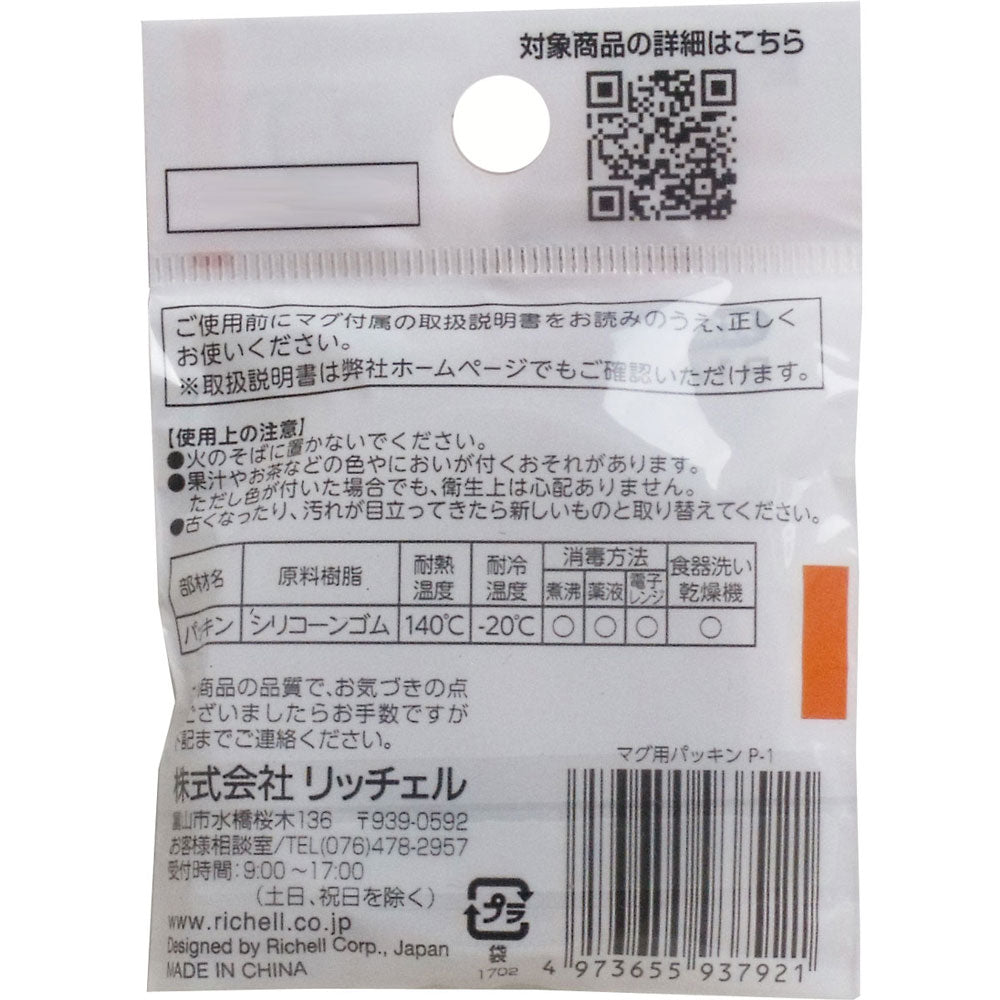 対象商品の詳細はこちら
ご使用前にマグ付属の取扱説明書をお読みのうえ、正しく
お使いください。
※取扱説明書は弊社ホームページでもご確認いただけます。
【使用上の注意】
●火のそばに置かないでください。
●果汁やお茶などの色やにおいが付くおそれがあります。
ただし色が付いた場合でも、衛生上は心配ありません。
●古くなったり、汚れが目立ってきたら新しいものと取り替えてください。
部材名 原料樹脂 耐熱温度 耐冷温度 消毒方法 煮沸 薬液 電子レンジ 食器洗い乾燥機
パッキン シリコーンゴム 140℃ -20℃ ○ ○ ○ ○
商品の品質で、お気づきの点
ございましたらお手数ですが
下記までご連絡ください。
株式会社 リッチェル
富山市水橋桜木136 〒939-0592
お客様相談室/TEL(076)478-2957
受付時間:9:00~17:00
(土日、祝日を除く)
www.richell.co.jp
Designed by Richell Corp., Japan
MADE IN CHINA
プラ
袋
1702
マグ用パッキン P-1
4 973655 937921